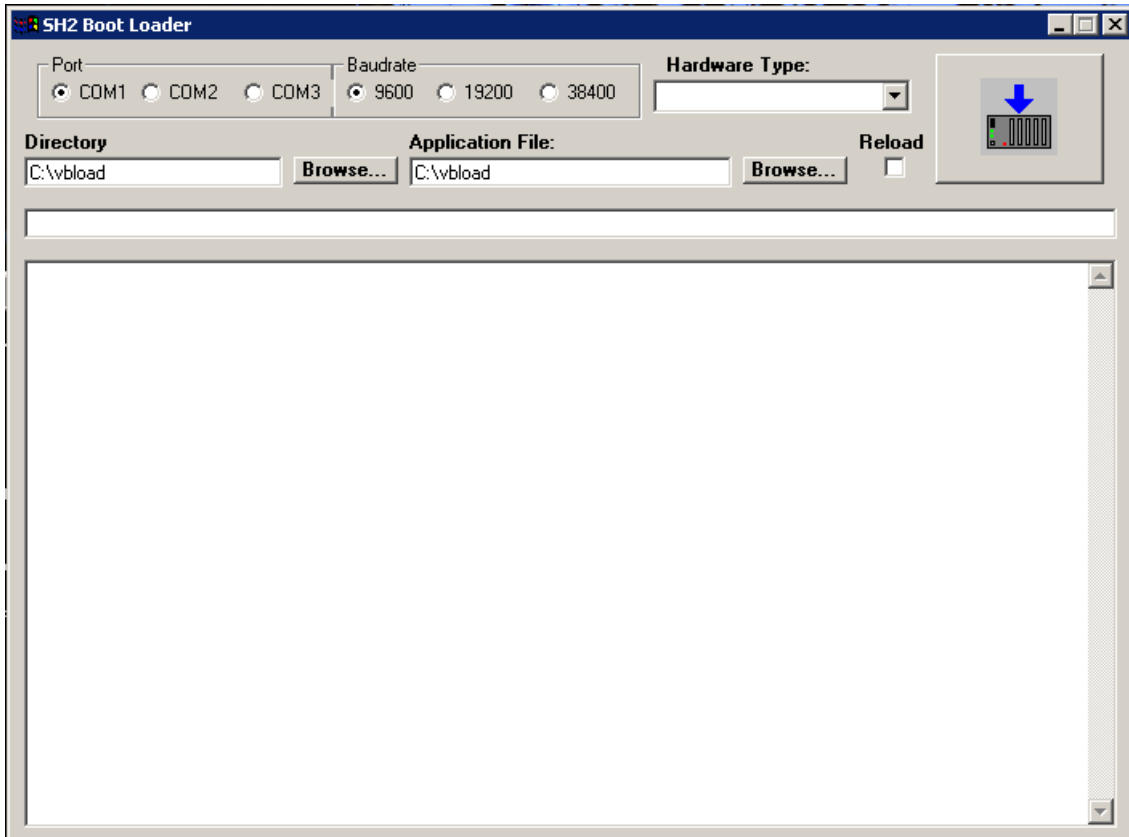 SH2 Boot Loader
Port
Baudrate
Hardware Type:
COM1 COM2 COM3 9600 19200 38400
Directory Application File: Reload
C:\vbload Browse... C:\vbload Browse...